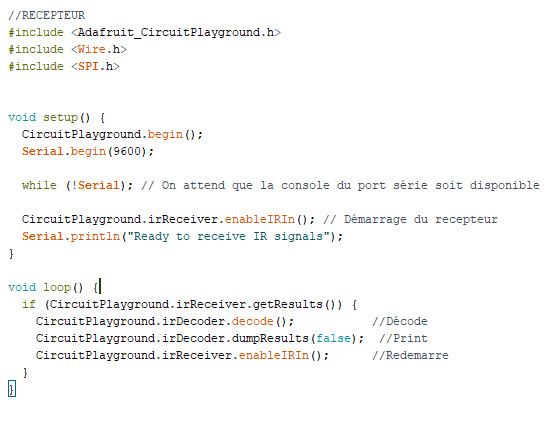 //RECEPTEUR
#include <Adafruit_CircuitPlayground.h>
#include <Wire.h>
#include <SPI.h>
void setup() {
  CircuitPlayground.begin();
  Serial.begin(9600);
  while (!Serial); // On attend que la console du port série soit disponible
  CircuitPlayground.irReceiver.enableIRIn(); // Démarrage du recepteur
  Serial.println("Ready to receive IR signals");
}
void loop() {
  if (CircuitPlayground.irReceiver.getResults()) {
    CircuitPlayground.irDecoder.decode();           //Décode
    CircuitPlayground.irDecoder.dumpResults(false);  //Print
    CircuitPlayground.irReceiver.enableIRIn();      //Redemarre
  }
}